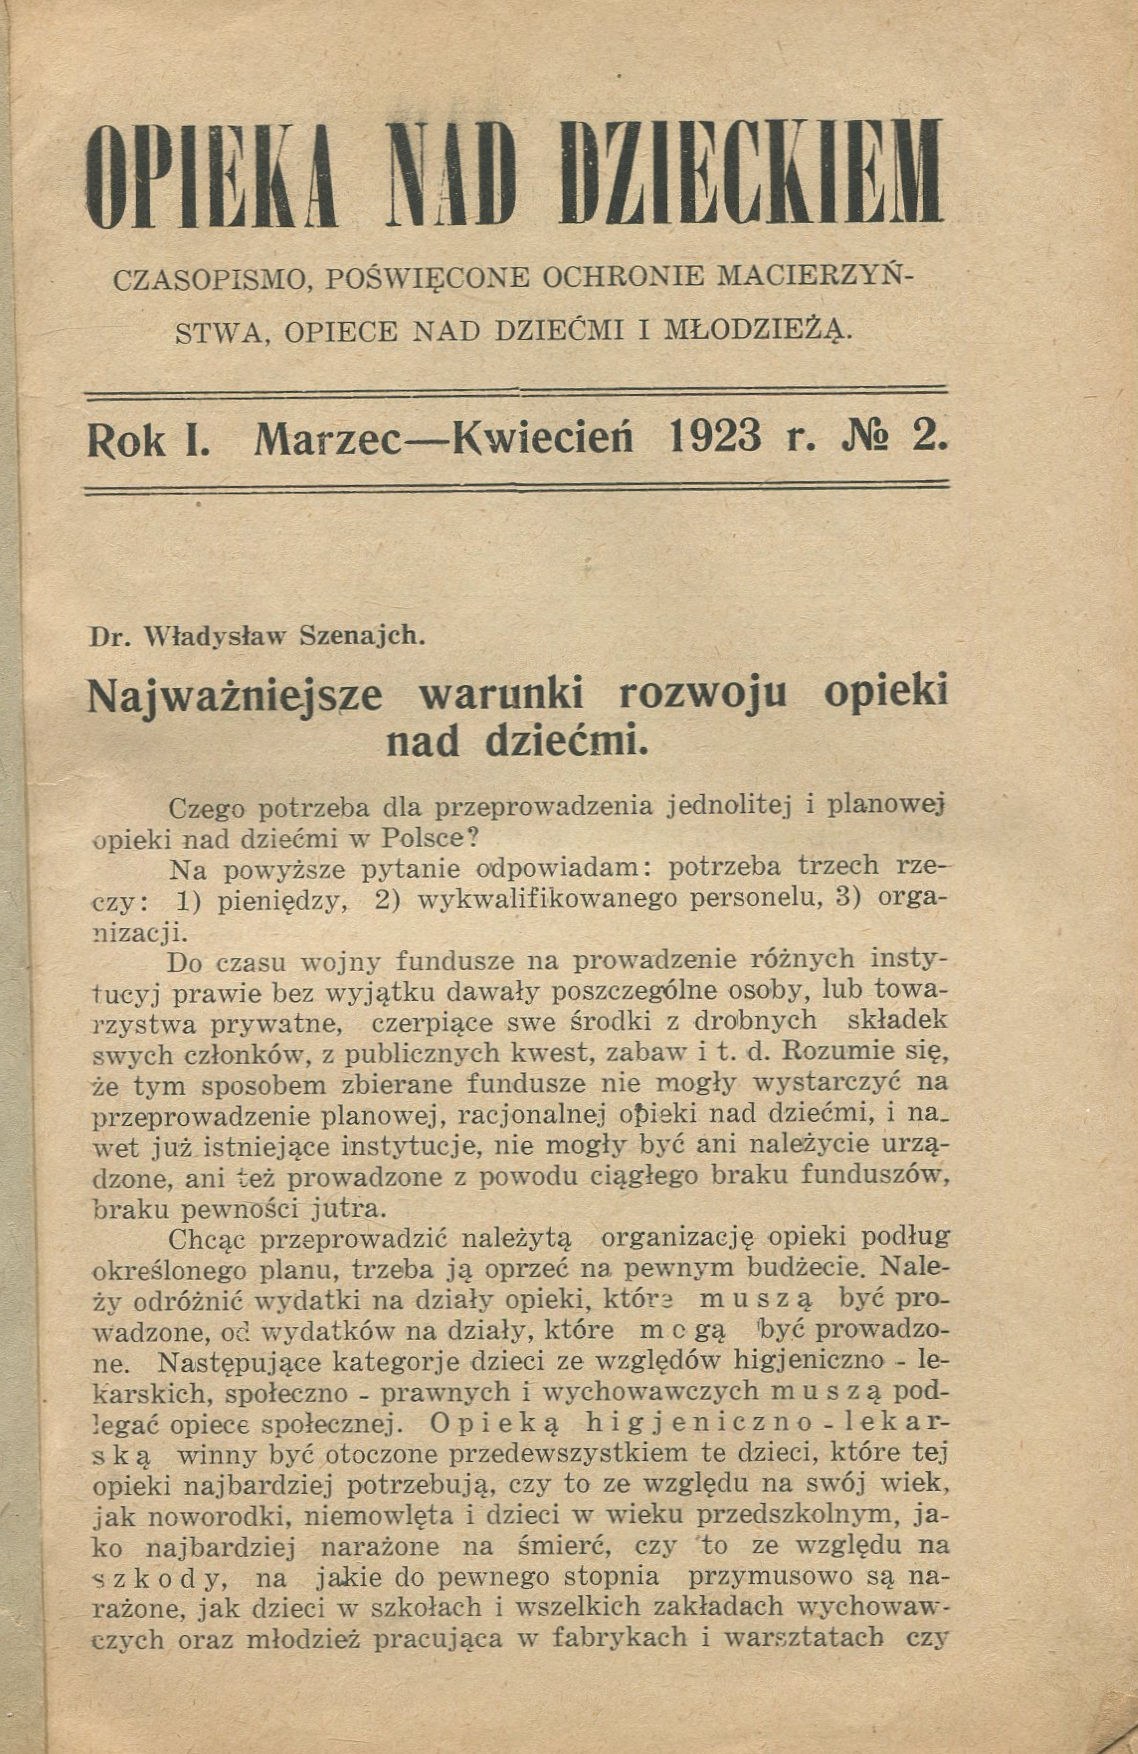 OPIEKA NAD DZIECKIEM
CZASOPISMO, POŚWIĘCONE OCHRONIE MACIERZYŃ-
STWA, OPIECE NAD DZIEĆMI I MŁODZIEŻĄ.
Rok I. Marzec—Kwiecień 1923 r. № 2.
Dr. Władysław Szenajch.
Najważniejsze warunki rozwoju opieki
nad dziećmi.
Czego potrzeba dla przeprowadzenia jednolitej i planowej
opieki nad dziećmi w Polsce?
Na powyższe pytanie odpowiadam: potrzeba trzech rze-
czy: 1) pieniędzy, 2) wykwalifikowanego personelu, 3) orga-
nizacji.
Do czasu wojny fundusze na prowadzenie różnych insty-
tucyj prawie bez wyjątku dawały poszczególne osoby, lub towa-
rzystwa prywatne, czerpiące swe środki z drobnych składek
swych członków, z publicznych kwest, zabaw i t. d. Rozumie się,
że tym sposobem zbierane fundusze nie mogły wystarczyć na
przeprowadzenie planowej, racjonalnej opieki nad dziećmi, i na-
wet już istniejące instytucje, nie mogły być ani należycie urzą-
dzone, ani też prowadzone z powodu ciągłego braku funduszów,
braku pewności jutra.
Chcąc przeprowadzić należytą organizację opieki podług
określonego planu, trzeba ją oprzeć na pewnym budżecie. Nale-
ży odróżnić wydatki na działy opieki, które muszą być pro-
wadzone, od wydatków na działy, które mogą być prowadzo-
ne. Następujące kategorje dzieci ze względów higjeniczno - le-
karskich, społeczno - prawnych i wychowawczych muszą pod-
legać opiece społecznej. Opieką higjeniczno-lekar-
ską winny być otoczone przedewszystkiem te dzieci, które tej
opieki najbardziej potrzebują, czy to ze względu na swój wiek,
jak noworodki, niemowlęta i dzieci w wieku przedszkolnym, ja-
ko najbardziej narażone na śmierć, czy to ze względu na
szkody, na jakie do pewnego stopnia przymusowo są na-
rażone, jak dzieci w szkołach i wszelkich zakładach wychowaw-
czych oraz młodzież pracująca w fabrykach i warsztatach czy